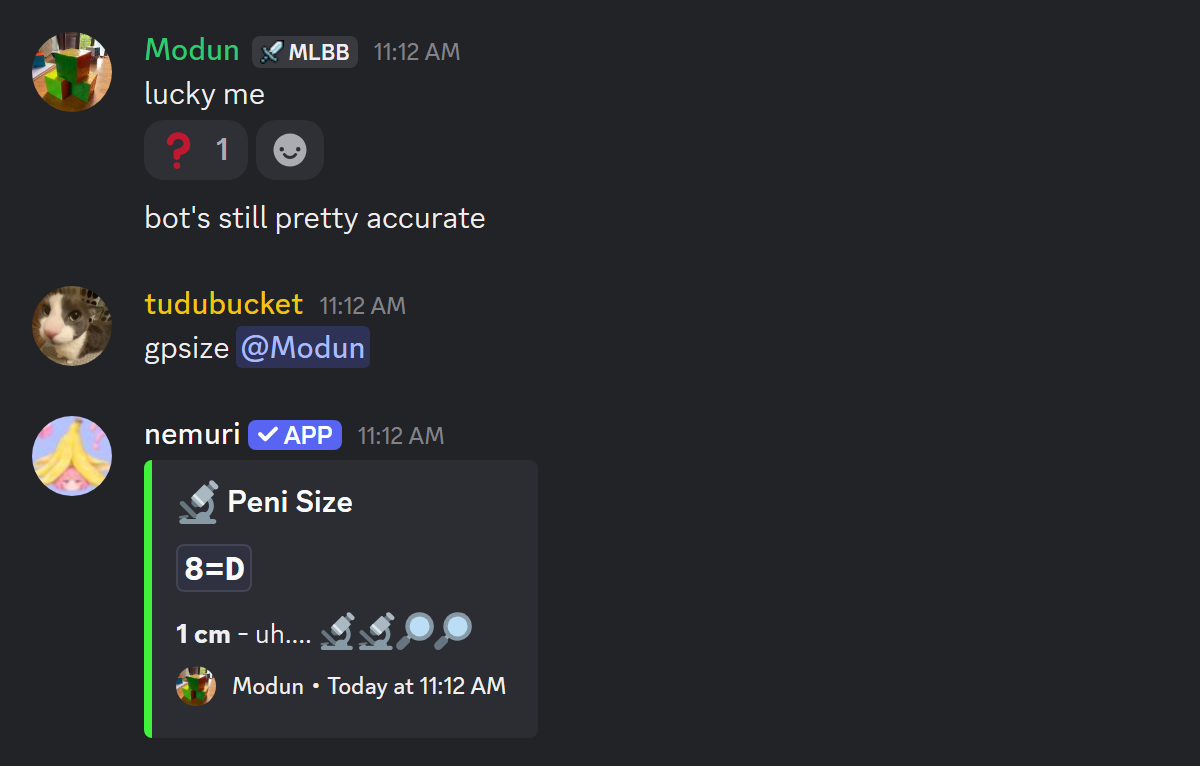 Modun MLBB 11:12 AM
lucky me
1
bot's still pretty accurate
tudubucket 11:12 AM
gpsize @Modun
nemuri APP 11:12 AM
Peni Size
8=D
1 cm - uh....
Modun • Today at 11:12 AM